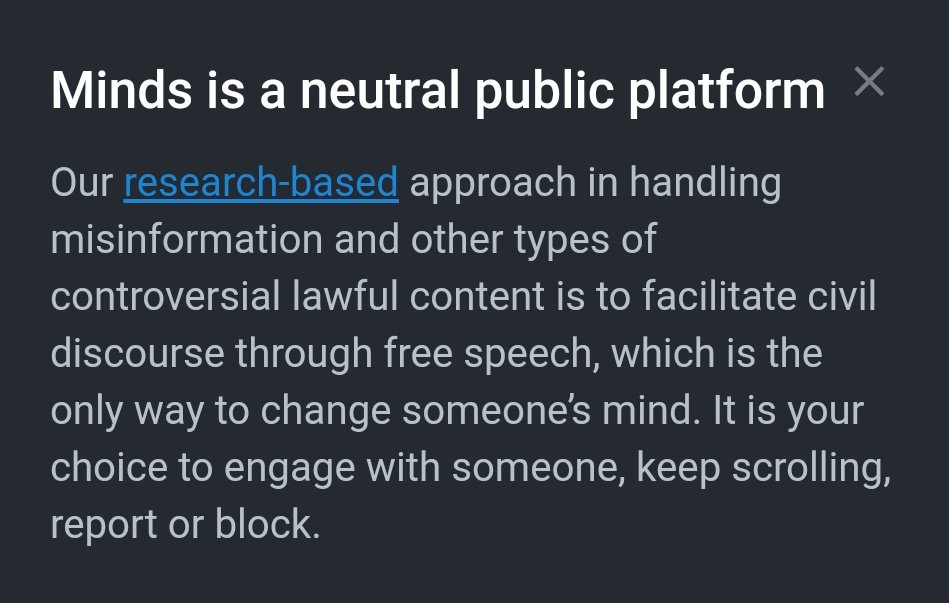 Minds is a neutral public platform
Our research-based approach in handling
misinformation and other types of
controversial lawful content is to facilitate civil
discourse through free speech, which is the
only way to change someone’s mind. It is your
choice to engage with someone, keep scrolling,
report or block.